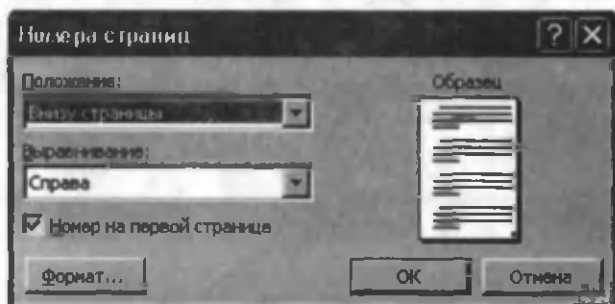 Номера страниц
Положение:
Образец
Внизу страницы
Выравнивание:
Справа
Номер на первой странице
Формат...
ОК
Отмена